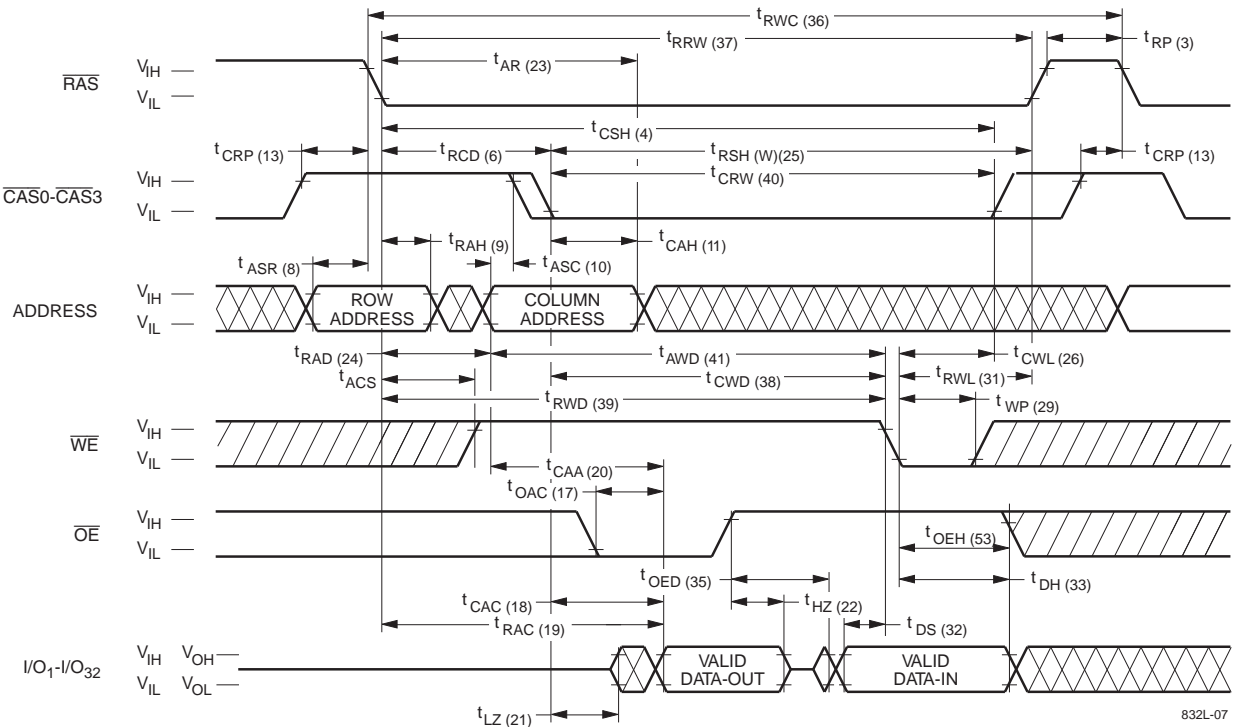 tRWC (36)
tRRW (37)
tRP (3)
tAR (23)
RAS
VIH
VIL
tCSH (4)
tCRP (13)
tRCD (6)
tRSH (W)(25)
tCRP (13)
tCRW (40)
CAS0-CAS3
VIH
VIL
tRAH (9)
tCAH (11)
tASR (8)
tASC (10)
ADDRESS
VIH
VIL
ROW
ADDRESS
COLUMN
ADDRESS
tRAD (24)
tAWD (41)
tCWL (26)
tACS
tCWD (38)
tRWL (31)
tRWD (39)
tWP (29)
WE
VIH
VIL
tCAA (20)
tOAC (17)
OE
VIH
VIL
tOEH (53)
tOED (35)
tDH (33)
tCAC (18)
tHZ (22)
tRAC (19)
tDS (32)
I/O1-I/O32
VIH VOH
VIL VOL
VALID
DATA-OUT
VALID
DATA-IN
tLZ (21)
832L-07